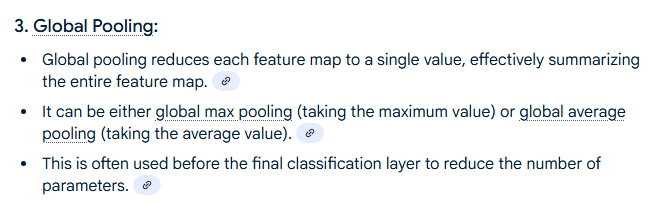 3. Global Pooling:
• Global pooling reduces each feature map to a single value, effectively summarizing
the entire feature map.
• It can be either global max pooling (taking the maximum value) or global average
pooling (taking the average value).
• This is often used before the final classification layer to reduce the number of
parameters.